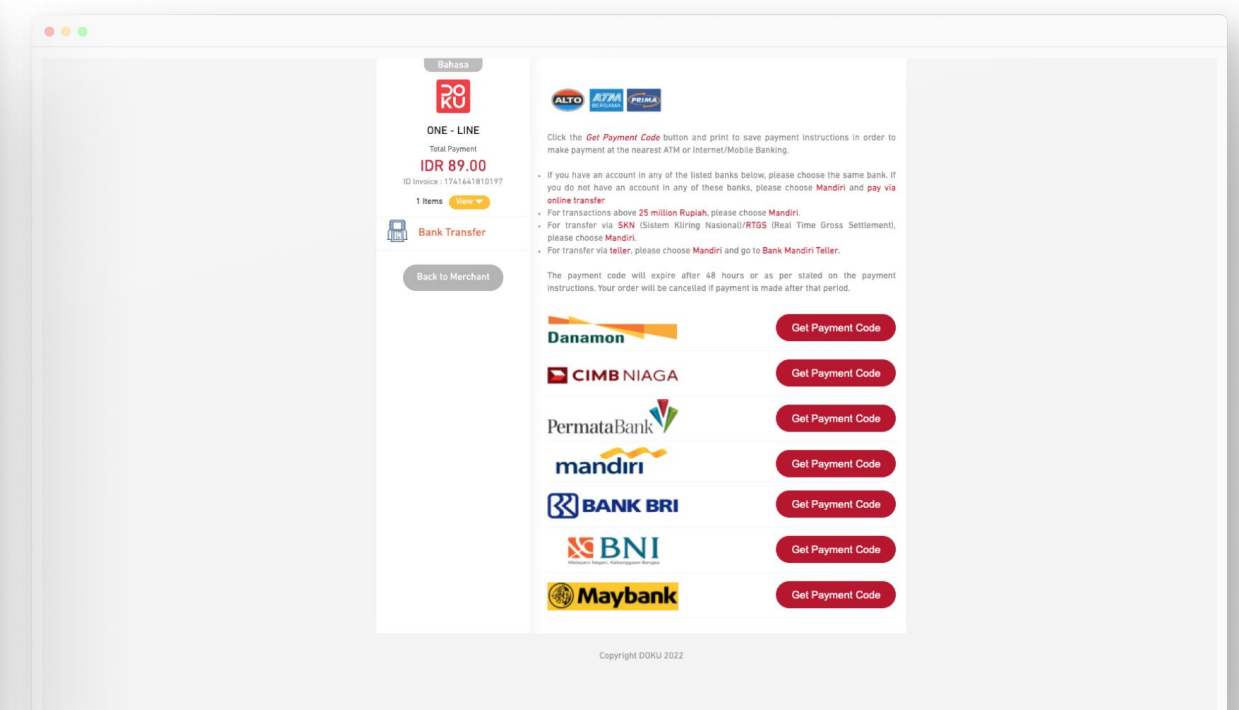 Bahasa
DOKU
ONE - LINE
Total Payment
IDR 89.00
ID Invoice : 1741641810197
1 Items View
Bank Transfer
Back to Merchant
ALTO ATM BERSAMA PRIMA
Click the Get Payment Code button and print to save payment instructions in order to
make payment at the nearest ATM or Internet/Mobile Banking.
If you have an account in any of the listed banks below, please choose the same bank. If
you do not have an account in any of these banks, please choose Mandiri and pay via
online transfer
For transactions above 25 million Rupiah, please choose Mandiri.
For transfer via SKN (Sistem Kliring Nasional)/RTGS (Real Time Gross Settlement),
please choose Mandiri.
For transfer via teller, please choose Mandiri and go to Bank Mandiri Teller.
The payment code will expire after 48 hours or as per stated on the payment
instructions. Your order will be cancelled if payment is made after that period.
Danamon Get Payment Code
CIMB NIAGA Get Payment Code
PermataBank Get Payment Code
mandiri Get Payment Code
BANK BRI Get Payment Code
BNI Get Payment Code
Melayani Negeri, Kebanggaan Bangsa
Maybank Get Payment Code
Copyright DOKU 2022